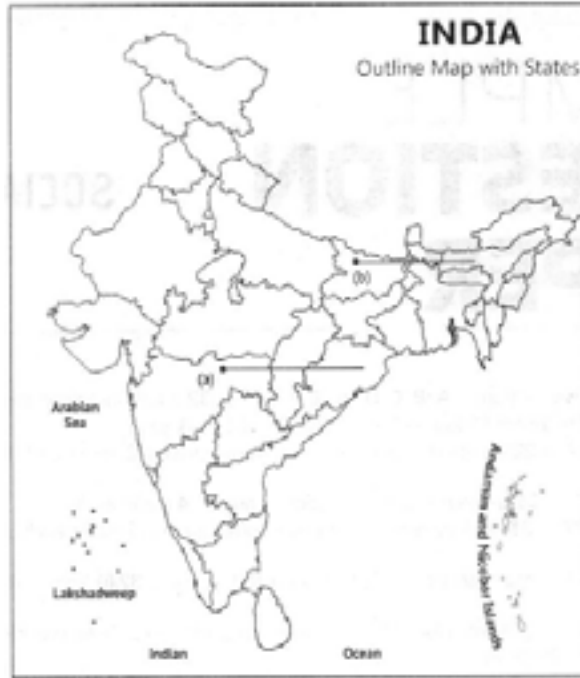 INDIA
Outline Map with States
(b)
(a)
Arabian
Sea
Andaman and Nicobar Islands
Lakshadweep
Indian
Ocean